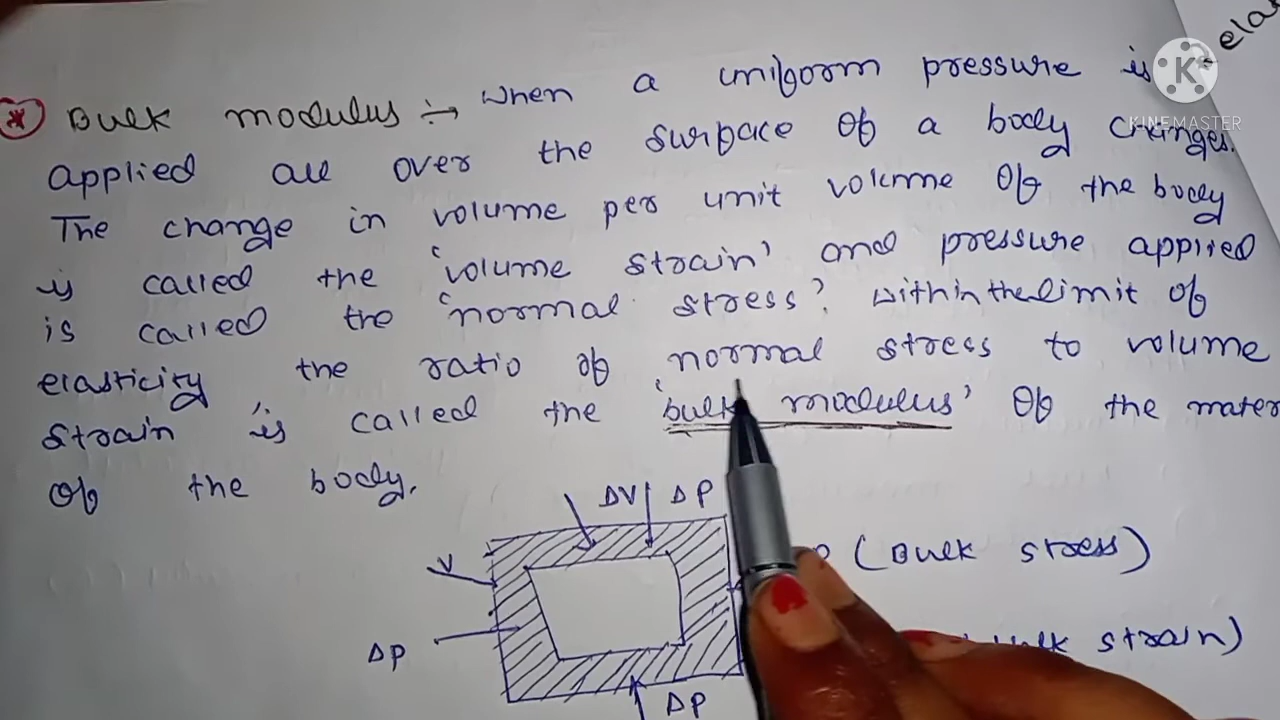 * Bulk modulus :→ when a uniform pressure is
applied all over the surface of a body changes.
The change in volume per unit volume of the body
is called the 'volume strain' and pressure applied
is called the 'normal stress'. within the limit of
elasticity, the ratio of normal stress to volume
strain is called the 'bulk modulus' of the mater
of the body.
ΔV ΔP
V
(Bulk stress)
ΔP
strain)
ΔP
ela
K
KINEMASTER